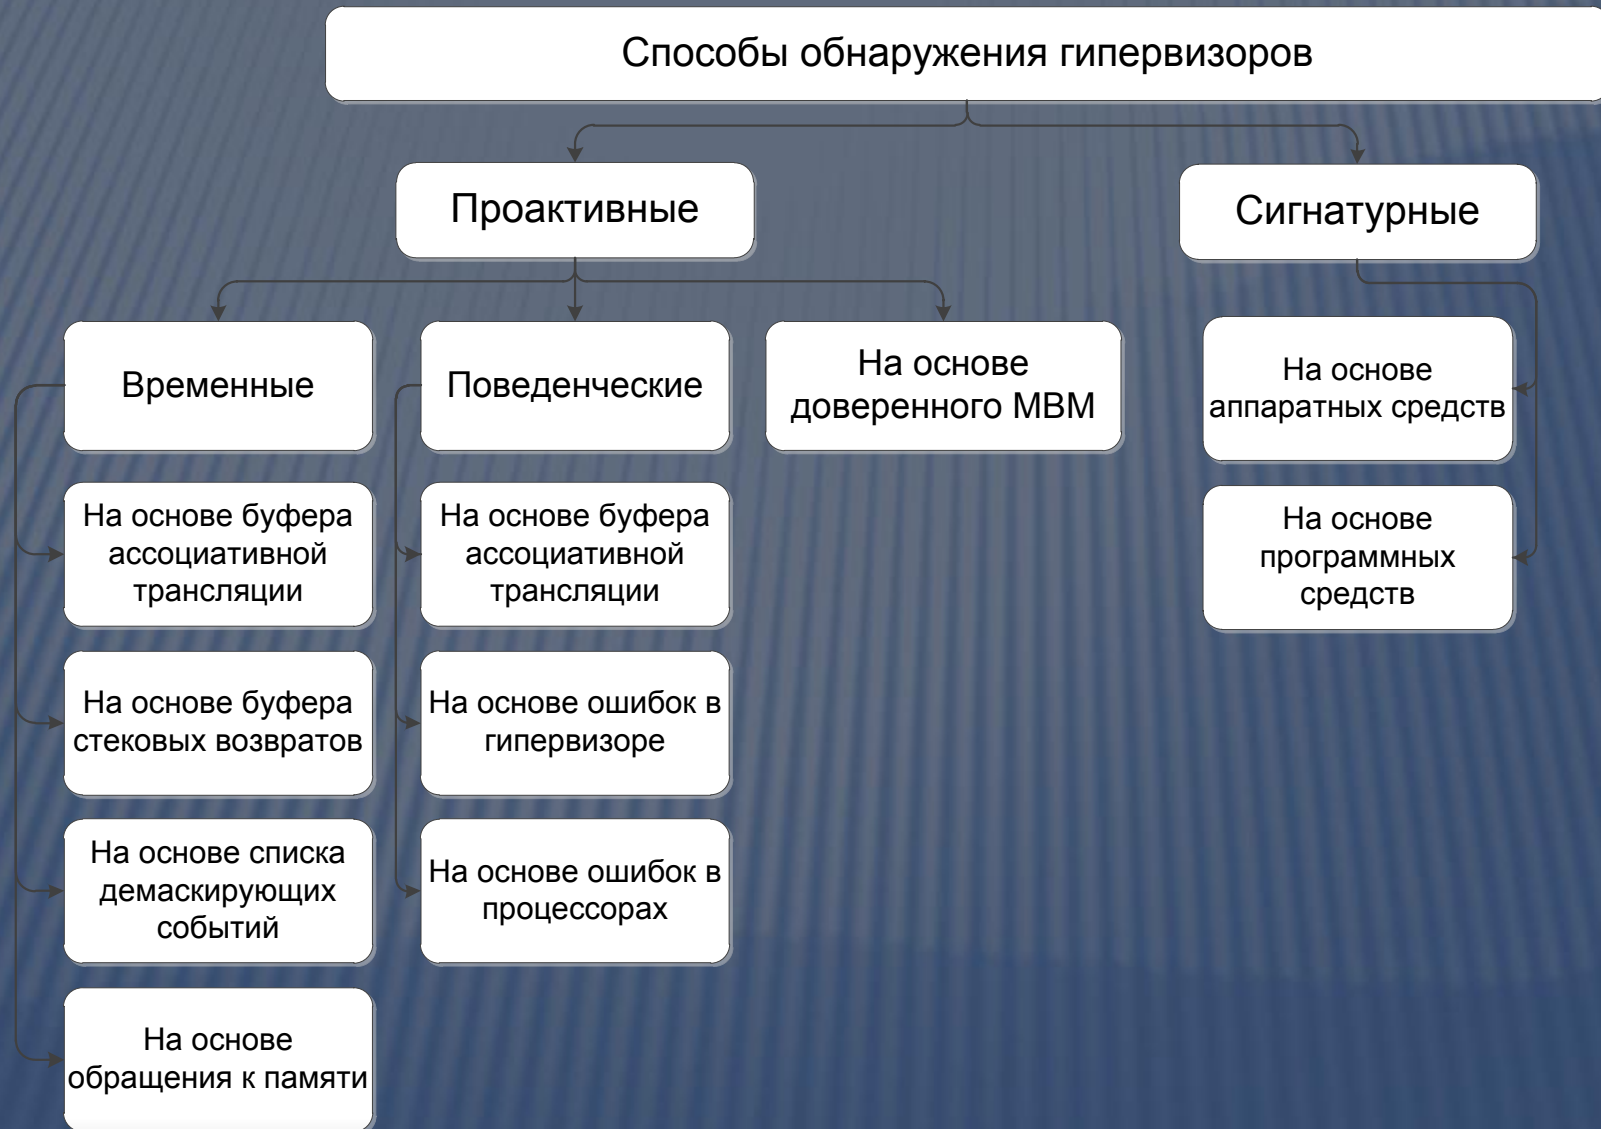 Способы обнаружения гипервизоров
Проактивные
Сигнатурные
Временные
Поведенческие
На основе
доверенного МВМ
На основе
аппаратных средств
На основе буфера
ассоциативной
трансляции
На основе буфера
ассоциативной
трансляции
На основе
программных
средств
На основе буфера
стековых возвратов
На основе ошибок в
гипервизоре
На основе списка
демаскирующих
событий
На основе ошибок в
процессорах
На основе
обращения к памяти